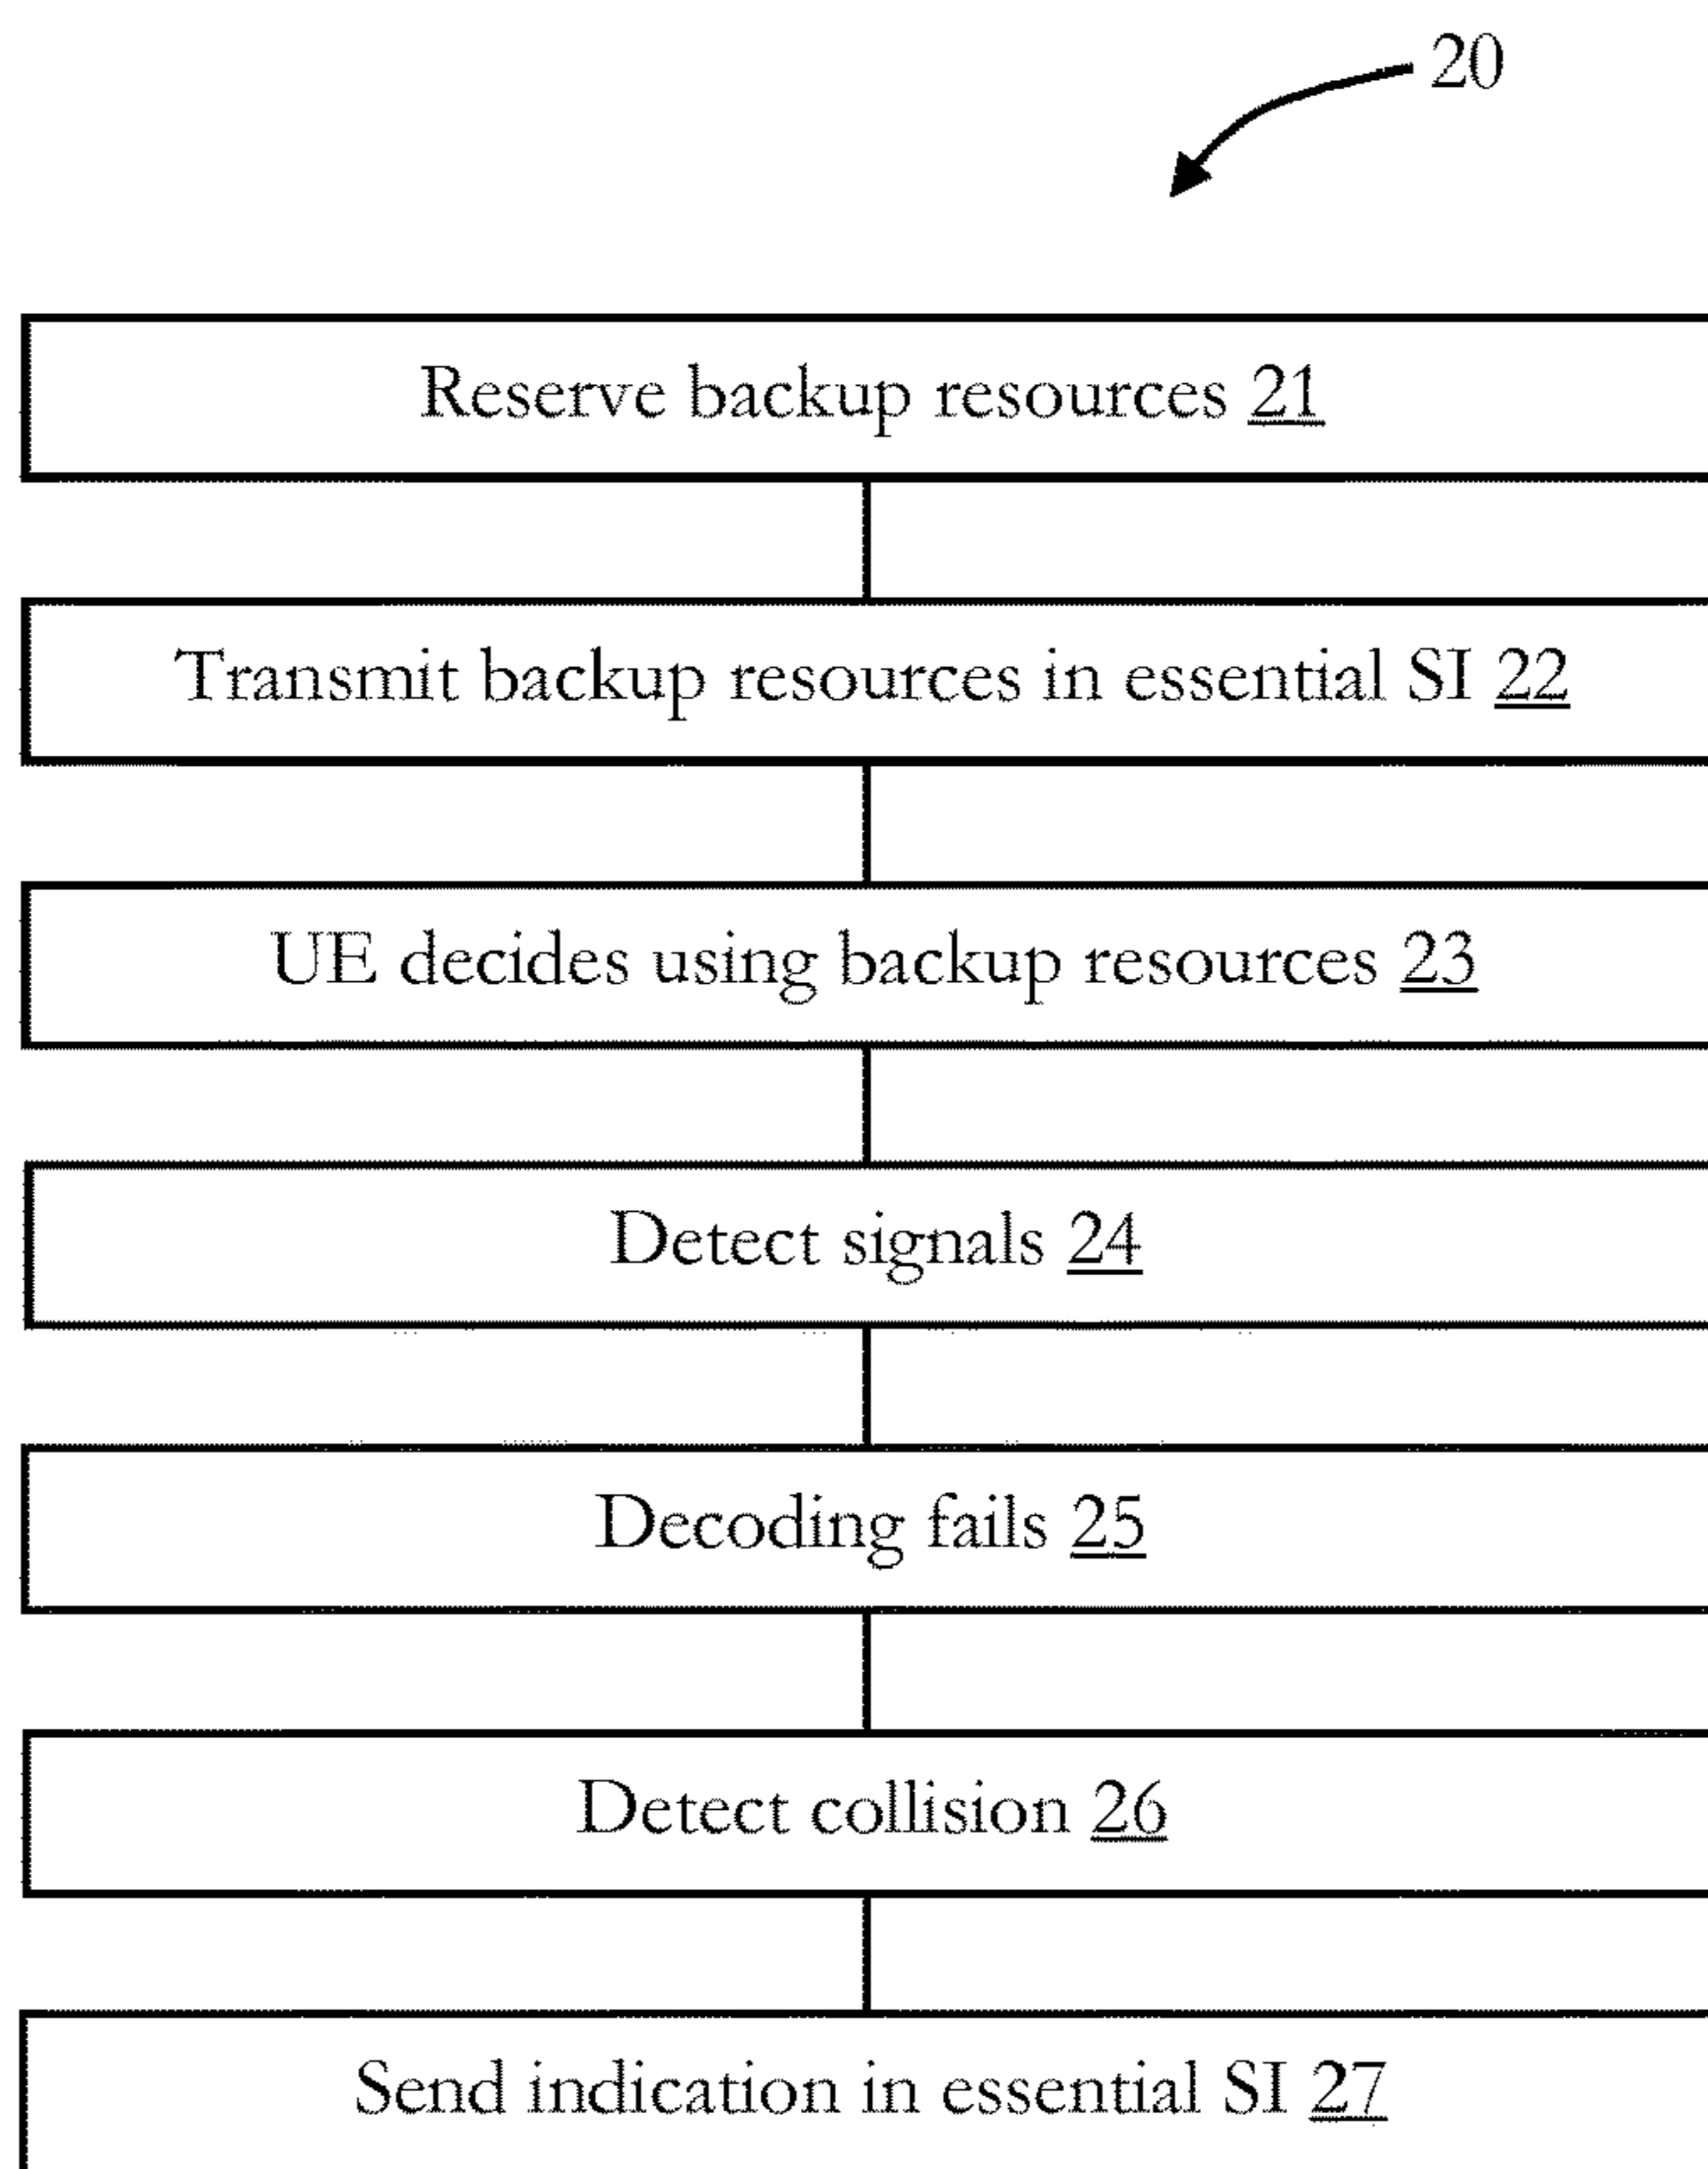 20
Reserve backup resources 21
Transmit backup resources in essential SI 22
UE decides using backup resources 23
Detect signals 24
Decoding fails 25
Detect collision 26
Send indication in essential SI 27